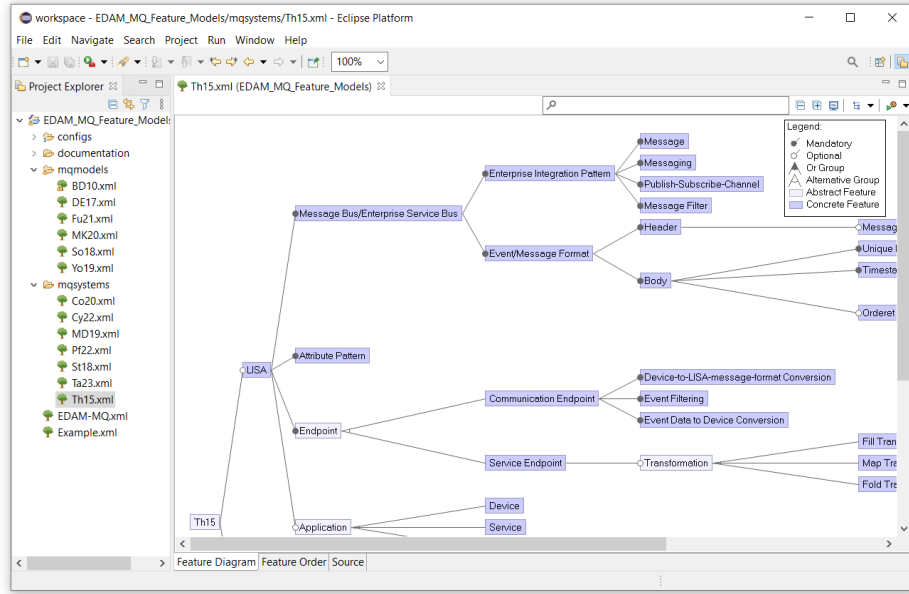 workspace - EDAM_MQ_Feature_Models/mqsystems/Th15.xml - Eclipse Platform
File Edit Navigate Search Project Run Window Help
100%
Project Explorer
EDAM_MQ_Feature_Models
configs
documentation
mqmodels
BD10.xml
DE17.xml
Fu21.xml
MK20.xml
So18.xml
Yo19.xml
mqsystems
Co20.xml
Cy22.xml
MD19.xml
Pf22.xml
St18.xml
Ta23.xml
Th15.xml
EDAM-MQ.xml
Example.xml
Th15.xml (EDAM_MQ_Feature_Models)
Legend:
Mandatory
Optional
Or Group
Alternative Group
Abstract Feature
Concrete Feature
Message
Messaging
Enterprise Integration Pattern
Publish-Subscribe-Channel
Message Filter
Message Bus/Enterprise Service Bus
Header
Messag
Event/Message Format
Unique
Body
Timesta
Orderet
Attribute Pattern
LISA
Device-to-LISA-message-format Conversion
Communication Endpoint
Event Filtering
Event Data to Device Conversion
Endpoint
Fill Tran
Service Endpoint
Transformation
Map Tra
Fold Tre
Device
Th15
Application
Service
Feature Diagram Feature Order Source